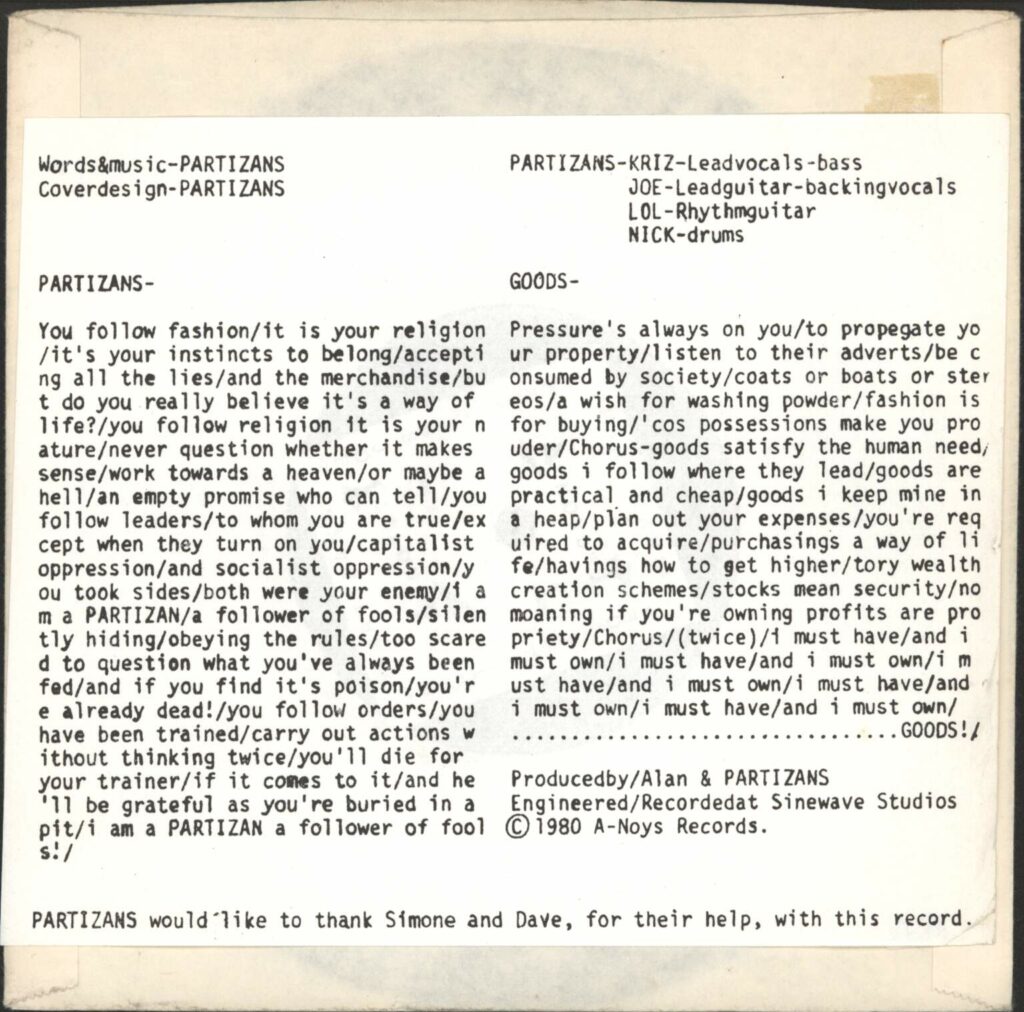 Words&music-PARTIZANS
Coverdesign-PARTIZANS
PARTIZANS-KRIZ-Leadvocals-bass
JOE-Leadguitar-backingvocals
LOL-Rhythmguitar
NICK-drums
PARTIZANS-
You follow fashion/it is your religion
/it's your instincts to belong/accepti
ng all the lies/and the merchandise/bu
t do you really believe it's a way of
life?/you follow religion it is your n
ature/never question whether it makes
sense/work towards a heaven/or maybe a
hell/an empty promise who can tell/you
follow leaders/to whom you are true/ex
cept when they turn on you/capitalist
oppression/and socialist oppression/y
ou took sides/both were your enemy/i a
m a PARTIZAN/a follower of fools/silen
tly hiding/obeying the rules/too scare
d to question what you've always been
fed/and if you find it's poison/you'r
e already dead!/you follow orders/you
have been trained/carry out actions w
ithout thinking twice/you'll die for
your trainer/if it comes to it/and he
'll be grateful as you're buried in a
pit/i am a PARTIZAN a follower of fool
s!/
GOODS-
Pressure's always on you/to propegate yo
ur property/listen to their adverts/be c
onsumed by society/coats or boats or ster
eos/a wish for washing powder/fashion is
for buying/'cos possessions make you pro
uder/Chorus-goods satisfy the human need/
goods i follow where they lead/goods are
practical and cheap/goods i keep mine in
a heap/plan out your expenses/you're req
uired to acquire/purchasings a way of li
fe/havings how to get higher/tory wealth
creation schemes/stocks mean security/no
moaning if you're owning profits are pro
priety/Chorus/(twice)/i must have/and i
must own/i must have/and i must own/i m
ust have/and i must own/i must have/and
i must own/i must have/and i must own/
.................................GOODS!/
Producedby/Alan & PARTIZANS
Engineered/Recordedat Sinewave Studios
©1980 A-Noys Records.
PARTIZANS would like to thank Simone and Dave, for their help, with this record.